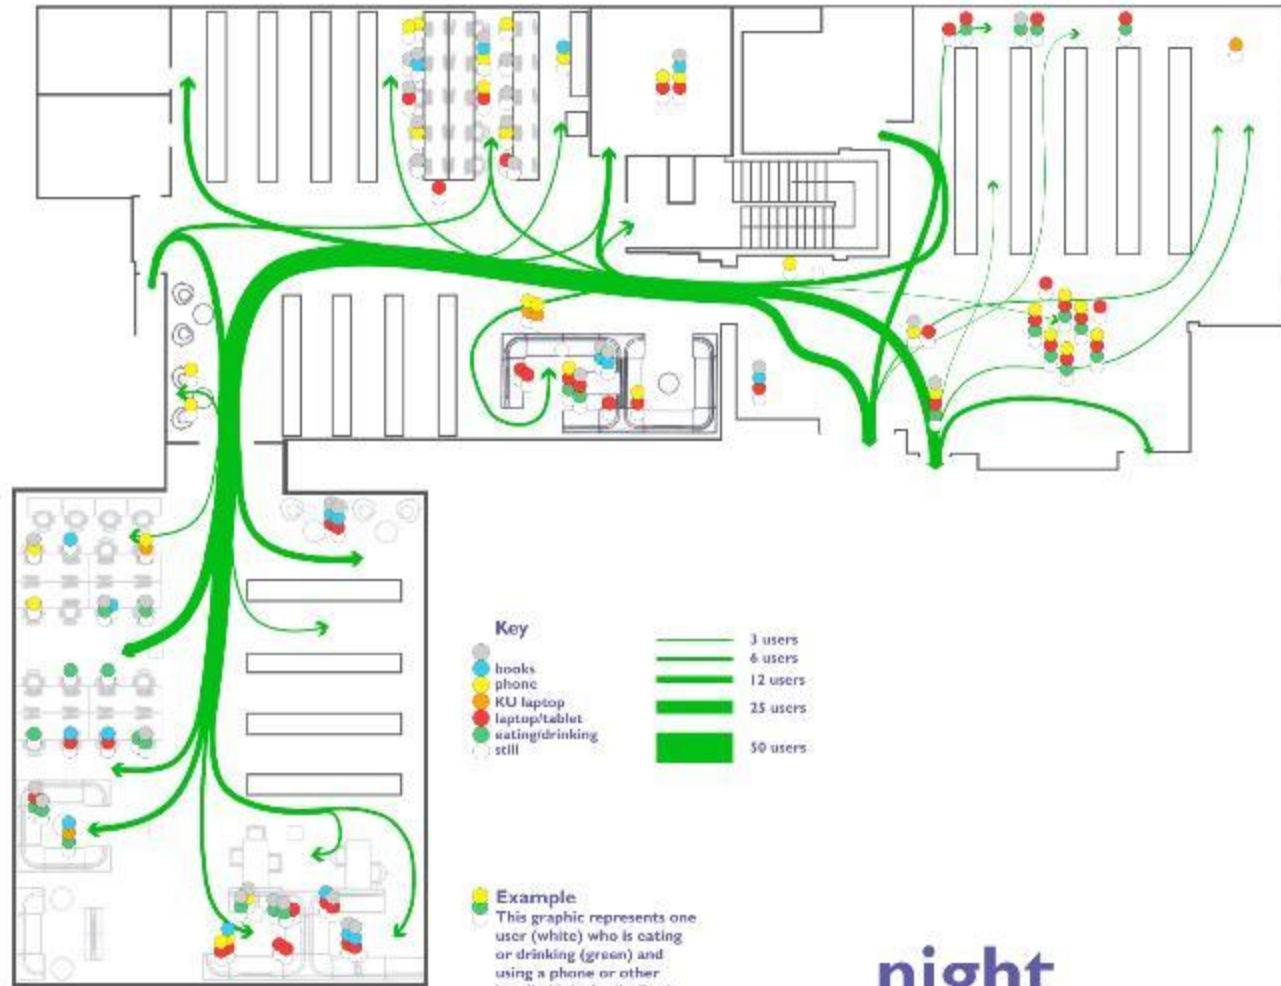 Key
books
phone
KU laptop
laptop/tablet
eating/drinking
still
3 users
6 users
12 users
25 users
50 users
Example
This graphic represents one
user (white) who is eating
or drinking (green) and
using a phone or other
night